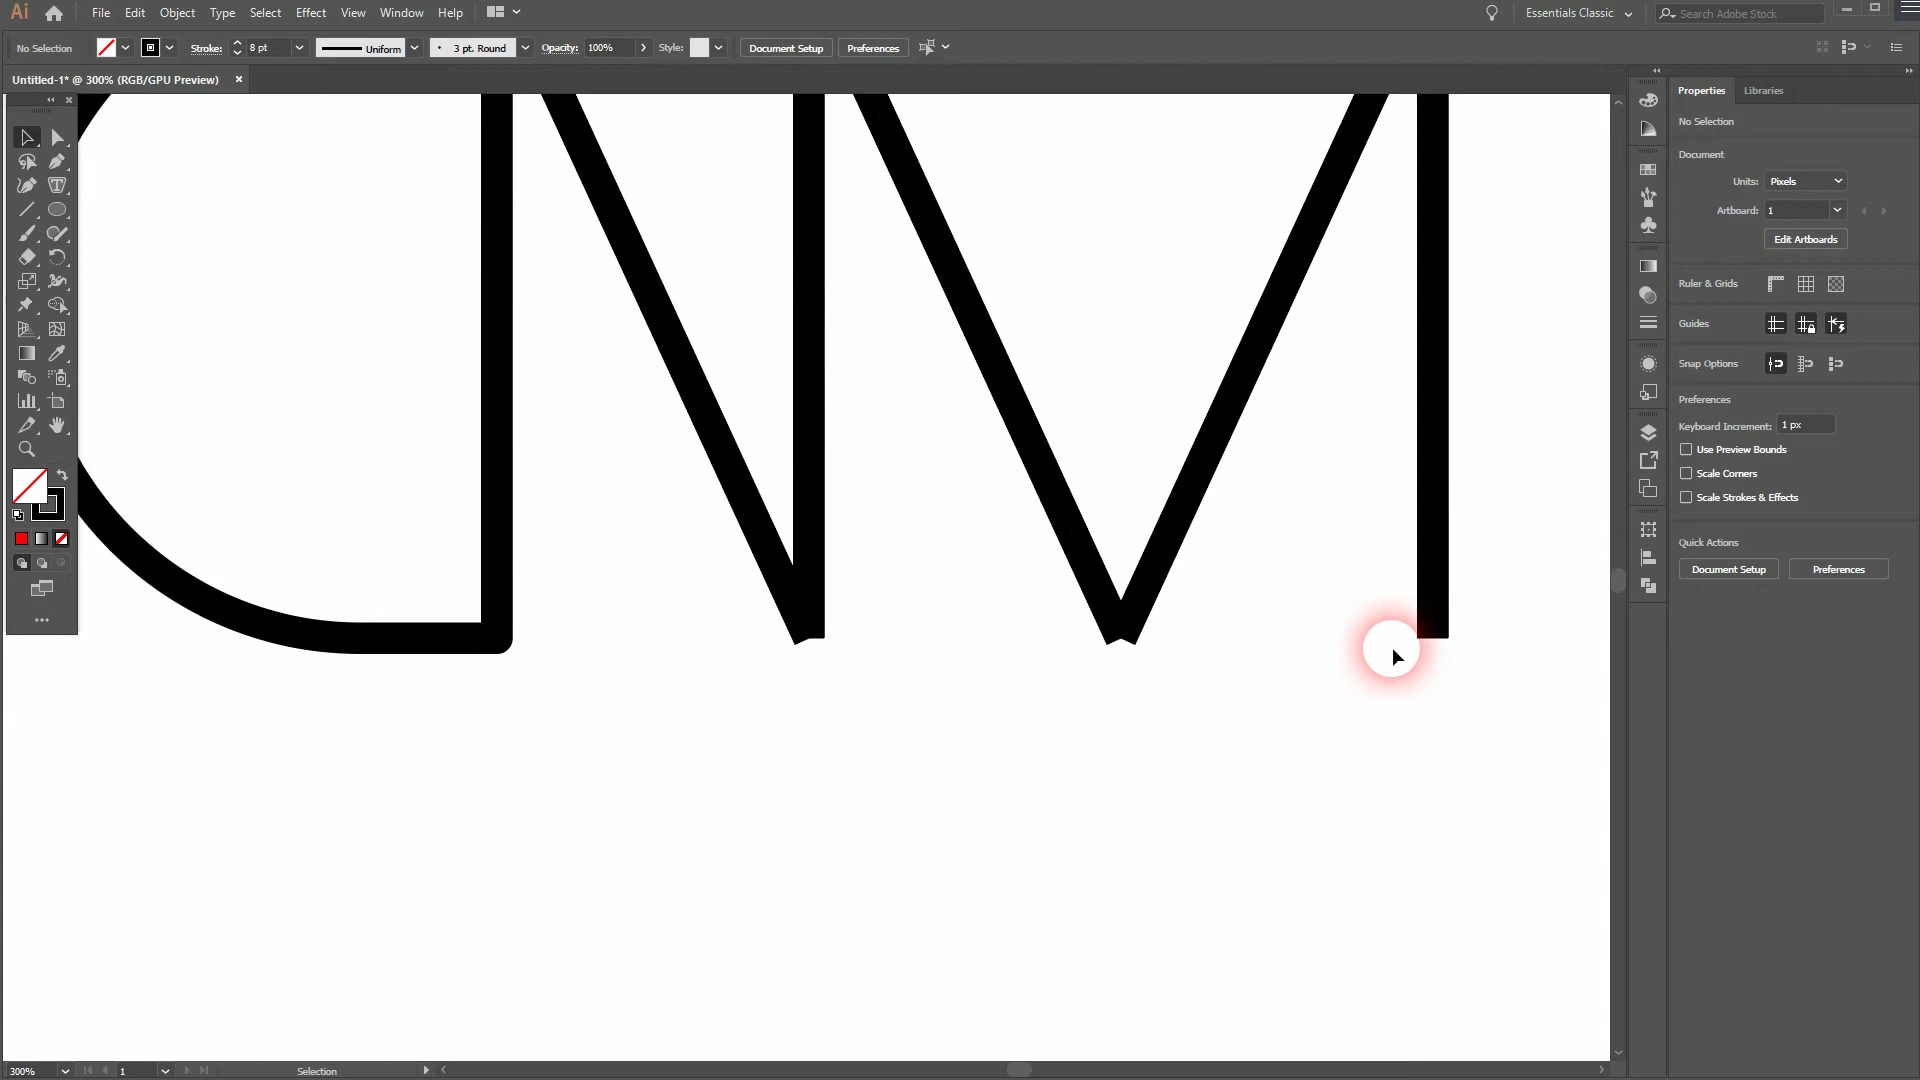 Ai File Edit Object Type Select Effect View Window Help Essentials Classic Search Adobe Stock
No Selection Stroke: 8 pt Uniform 3 pt. Round Opacity: 100% Style: Document Setup Preferences
Untitled-1* @ 300% (RGB/GPU Preview)
Properties Libraries
No Selection
Document
Units: Pixels
Artboard: 1
Edit Artboards
Ruler & Grids
Guides
Snap Options
Preferences
Keyboard Increment: 1 px
Use Preview Bounds
Scale Corners
Scale Strokes & Effects
Quick Actions
Document Setup Preferences
300% 1 Selection